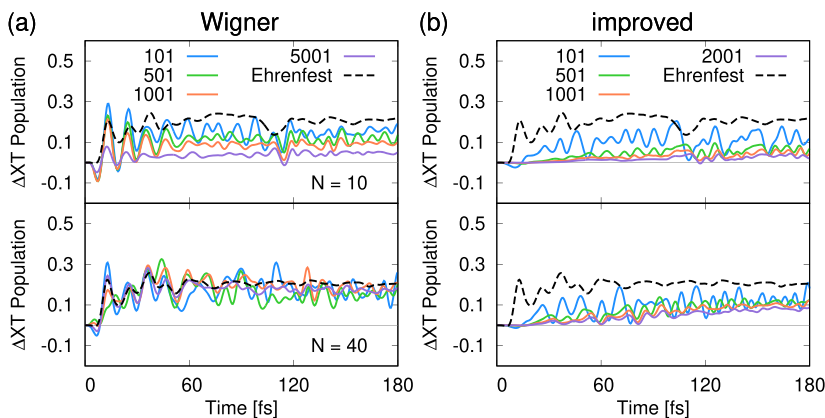 (a) Wigner
(b) improved
101 5001
501 Ehrenfest
1001
101 2001
501 Ehrenfest
1001
ΔXT Population
0.5
0.3
0.1
-0.1
N = 10
ΔXT Population
0.5
0.3
0.1
-0.1
ΔXT Population
0.5
0.3
0.1
-0.1
N = 40
0 60 120 180
Time [fs]
ΔXT Population
0.5
0.3
0.1
-0.1
0 60 120 180
Time [fs]